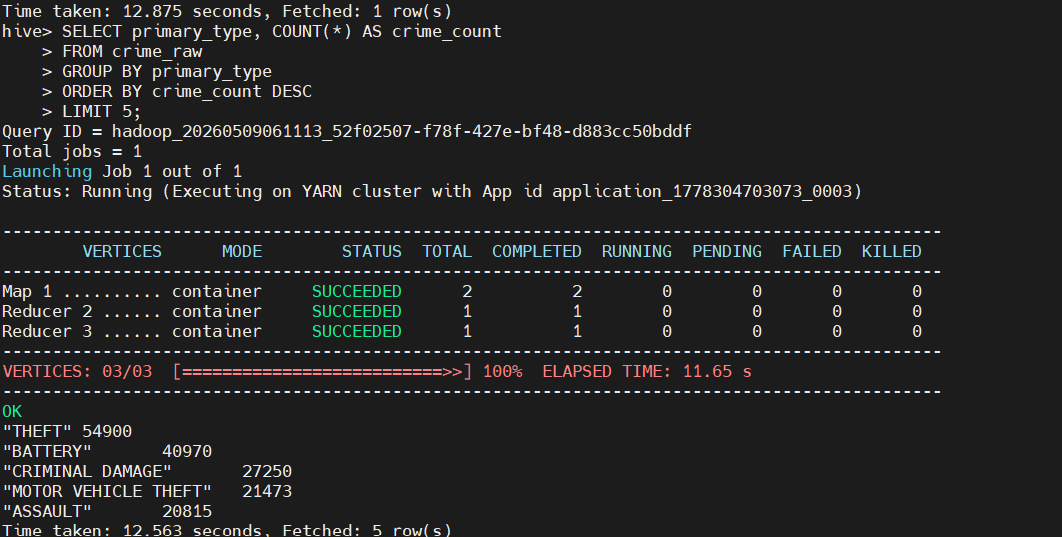 Time taken: 12.875 seconds, Fetched: 1 row(s)
hive> SELECT primary_type, COUNT(*) AS crime_count
    > FROM crime_raw
    > GROUP BY primary_type
    > ORDER BY crime_count DESC
    > LIMIT 5;
Query ID = hadoop_20260509061113_52f02507-f78f-427e-bf48-d883cc50bddf
Total jobs = 1
Launching Job 1 out of 1
Status: Running (Executing on YARN cluster with App id application_1778304703073_0003)
----------------------------------------------------------------------------------------------
        VERTICES      MODE        STATUS  TOTAL  COMPLETED  RUNNING  PENDING  FAILED  KILLED
----------------------------------------------------------------------------------------------
Map 1 .......... container     SUCCEEDED      2          2        0        0       0       0
Reducer 2 ...... container     SUCCEEDED      1          1        0        0       0       0
Reducer 3 ...... container     SUCCEEDED      1          1        0        0       0       0
----------------------------------------------------------------------------------------------
VERTICES: 03/03  [==========================>>] 100%  ELAPSED TIME: 11.65 s
----------------------------------------------------------------------------------------------
OK
"THEFT" 54900
"BATTERY"       40970
"CRIMINAL DAMAGE"       27250
"MOTOR VEHICLE THEFT"   21473
"ASSAULT"       20815
Time taken: 12.563 seconds, Fetched: 5 row(s)